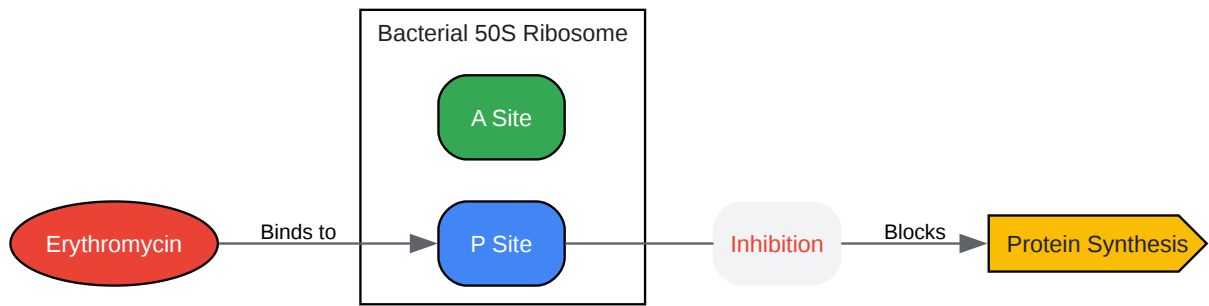 Bacterial 50S Ribosome
A Site
Erythromycin
Binds to
P Site
Inhibition
Blocks
Protein Synthesis